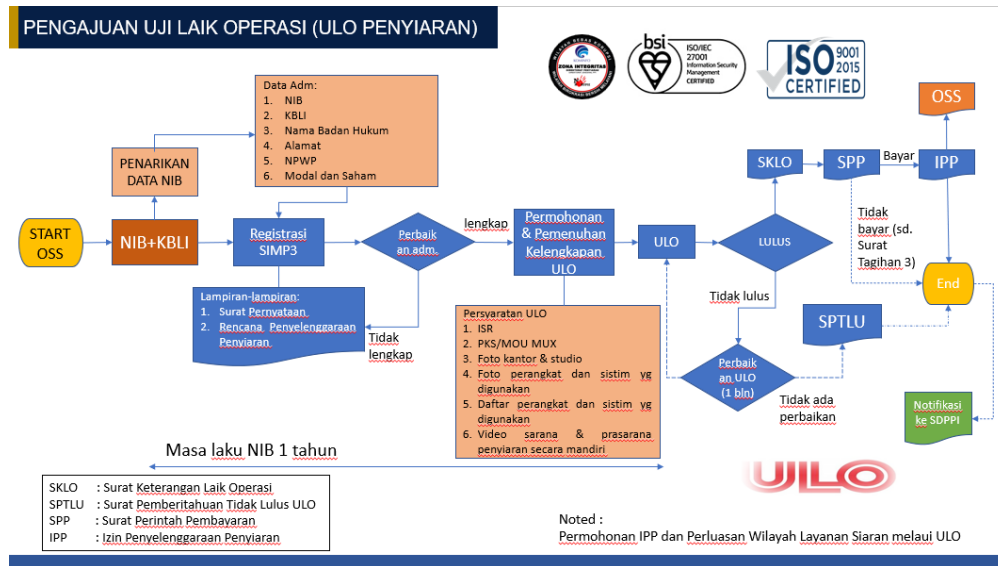 PENGAJUAN UJI LAIK OPERASI (ULO PENYIARAN)
ZONA INTEGRITAS
bsi
ISO/IEC
27001
Information Security
Management
CERTIFIED
ISO 9001
2015
CERTIFIED
OSS
Data Adm:
1. NIB
2. KBLI
3. Nama Badan Hukum
4. Alamat
5. NPWP
6. Modal dan Saham
PENARIKAN
DATA NIB
START
OSS
NIB+KBLI
Registrasi
SIMP3
Perbaik
an adm.
lengkap
Permohonan
& Pemenuhan
Kelengkapan
ULO
ULO
LULUS
SKLO
SPP
Bayar
IPP
Tidak
bayar (sd.
Surat
Tagihan 3)
End
Lampiran-lampiran:
1. Surat Pernyataan
2. Rencana Penyelenggaraan
Penyiaran
Tidak
lengkap
Persyaratan ULO
1. ISR
2. PKS/MOU MUX
3. Foto kantor & studio
4. Foto perangkat dan sistim yg
digunakan
5. Daftar perangkat dan sistim yg
digunakan
6. Video sarana & prasarana
penyiaran secara mandiri
Tidak lulus
SPTLU
Perbaik
an ULO
(1 bln)
Tidak ada
perbaikan
Notifikasi
ke SDPPI
Masa laku NIB 1 tahun
SKLO : Surat Keterangan Laik Operasi
SPTLU : Surat Pemberitahuan Tidak Lulus ULO
SPP : Surat Perintah Pembayaran
IPP : Izin Penyelenggaraan Penyiaran
ULO
Noted :
Permohonan IPP dan Perluasan Wilayah Layanan Siaran melaui ULO